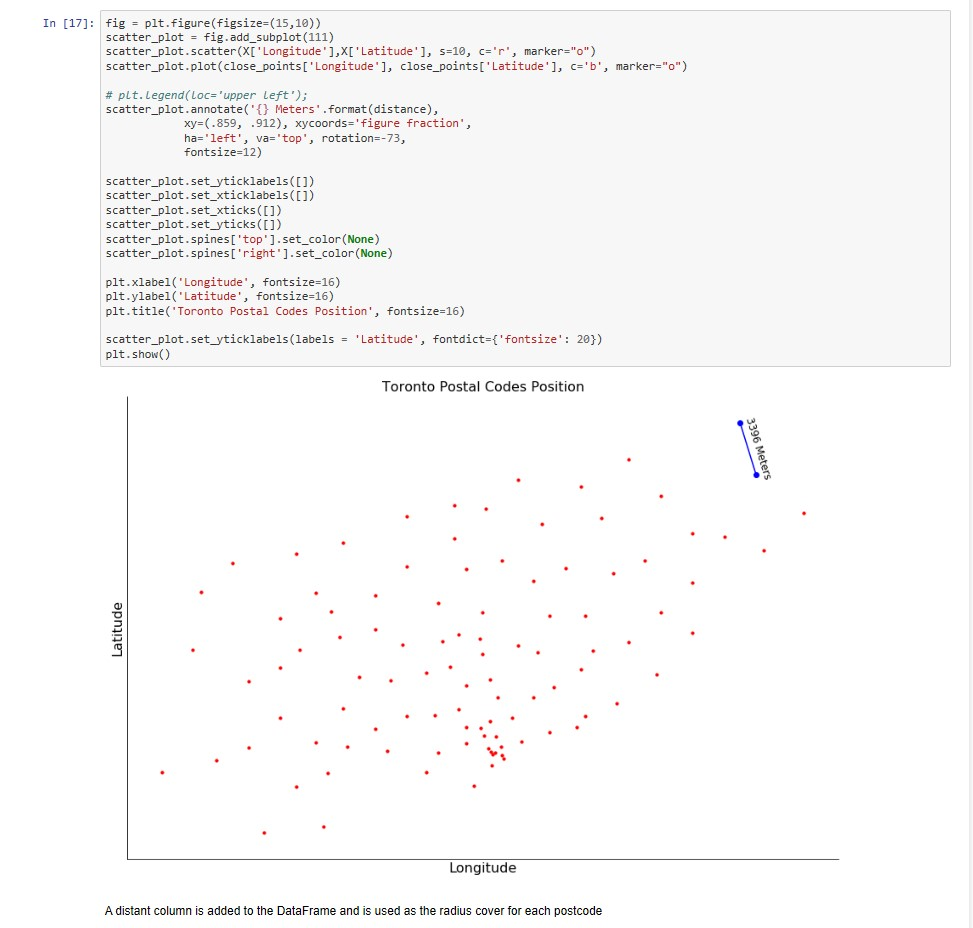 In [17]:
fig = plt.figure(figsize=(15,10))
scatter_plot = fig.add_subplot(111)
scatter_plot.scatter(X['Longitude'],X['Latitude'], s=10, c='r', marker="o")
scatter_plot.plot(close_points['Longitude'], close_points['Latitude'], c='b', marker="o")
# plt.legend(loc='upper left');
scatter_plot.annotate('{} Meters'.format(distance),
xy=(.859, .912), xycoords='figure fraction',
ha='left', va='top', rotation=-73,
fontsize=12)
scatter_plot.set_yticklabels([])
scatter_plot.set_xticklabels([])
scatter_plot.set_xticks([])
scatter_plot.set_yticks([])
scatter_plot.spines['top'].set_color(None)
scatter_plot.spines['right'].set_color(None)
plt.xlabel('Longitude', fontsize=16)
plt.ylabel('Latitude', fontsize=16)
plt.title('Toronto Postal Codes Position', fontsize=16)
scatter_plot.set_yticklabels(labels = 'Latitude', fontdict={'fontsize': 20})
plt.show()
Toronto Postal Codes Position
3396 Meters
Latitude
Longitude
A distant column is added to the DataFrame and is used as the radius cover for each postcode